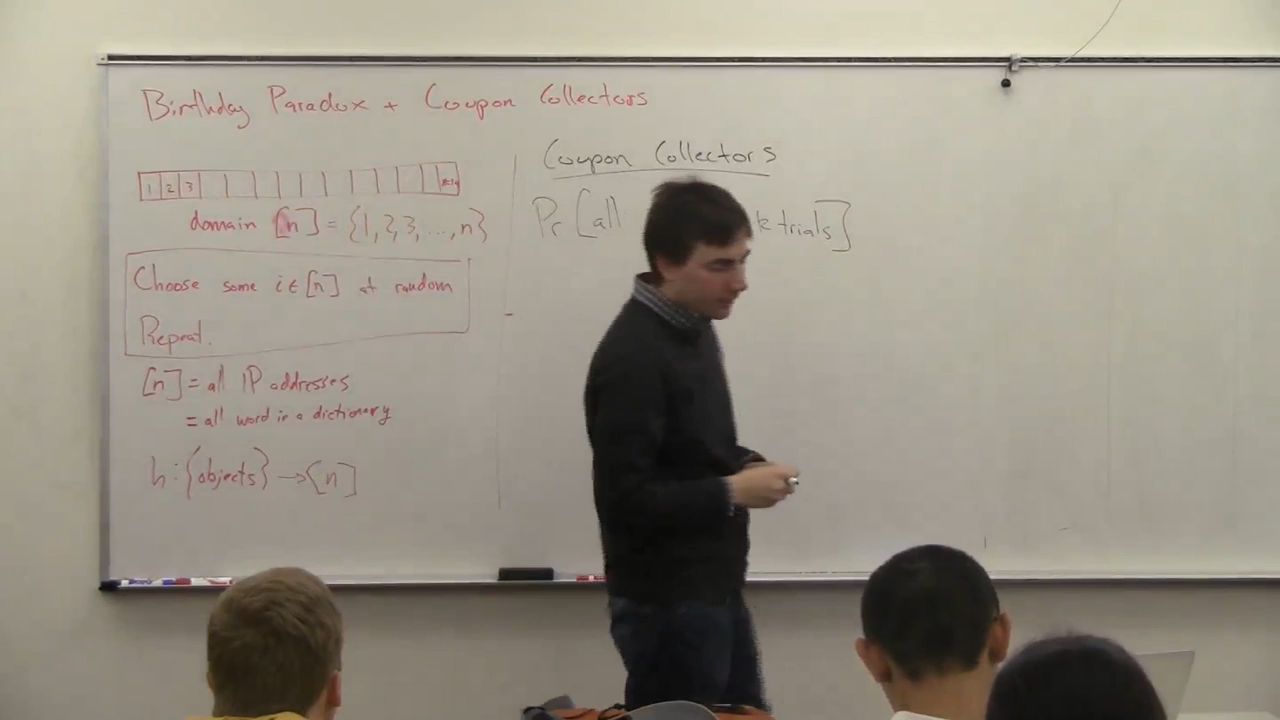 Birthday Paradox + Coupon Collectors
1 2 3
domain [n] = {1,2,3, ...,n}
Choose some i∈[n] at random
Repeat.
[n] = all IP addresses
= all word in a dictionary
h: {objects} → [n]
Coupon Collectors
Pr[all k trials]